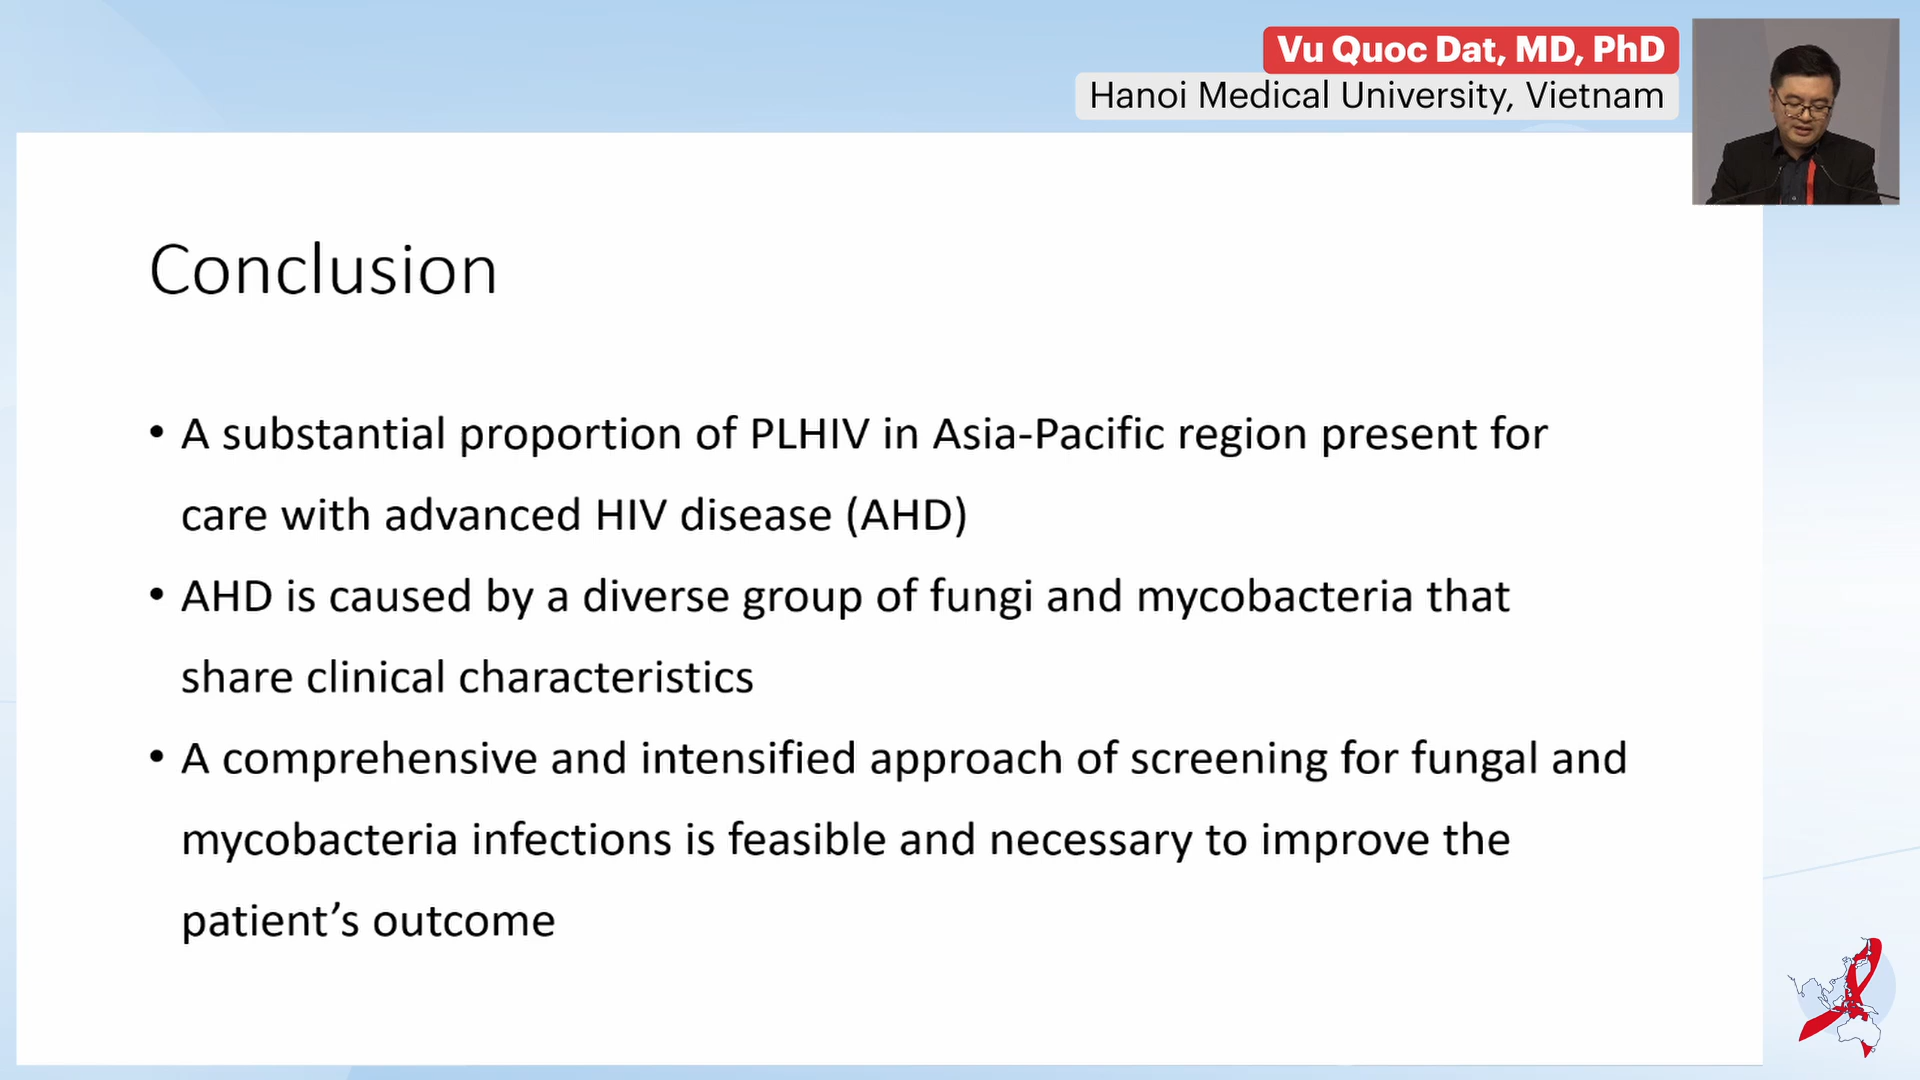 Vu Quoc Dat, MD, PhD
Hanoi Medical University, Vietnam
Conclusion
• A substantial proportion of PLHIV in Asia-Pacific region present for
care with advanced HIV disease (AHD)
• AHD is caused by a diverse group of fungi and mycobacteria that
share clinical characteristics
• A comprehensive and intensified approach of screening for fungal and
mycobacteria infections is feasible and necessary to improve the
patient’s outcome